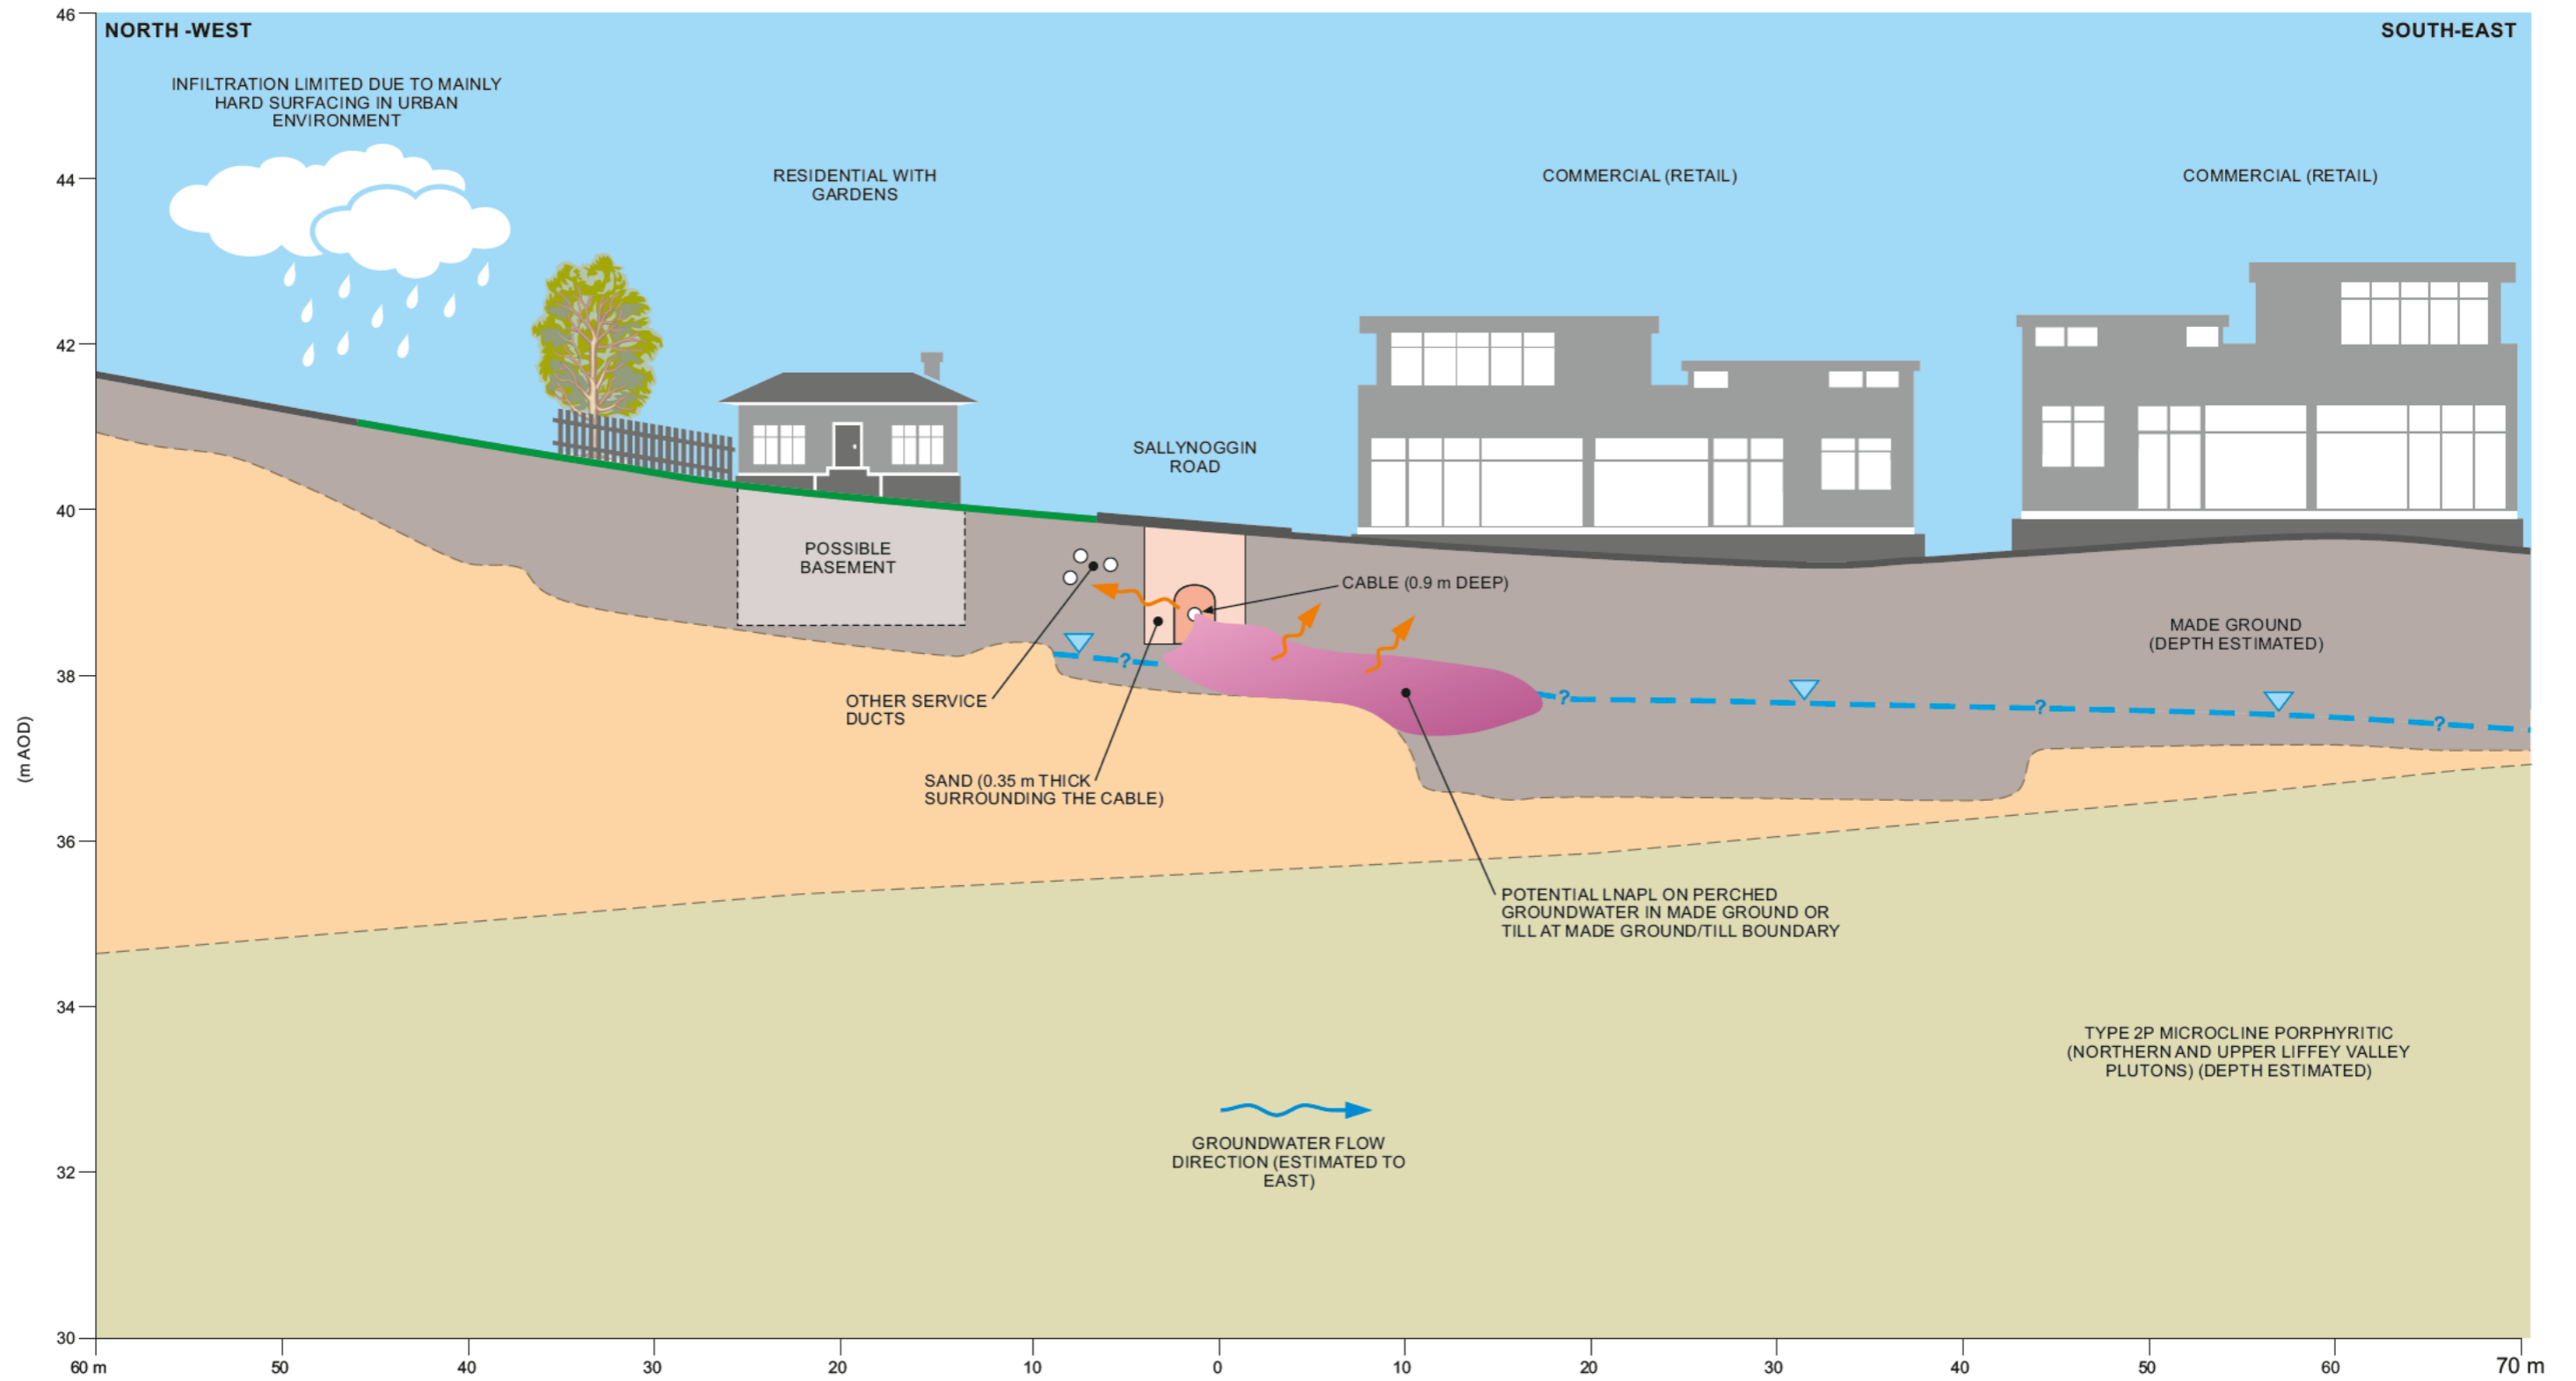 46
NORTH -WEST
SOUTH-EAST
INFILTRATION LIMITED DUE TO MAINLY
HARD SURFACING IN URBAN
ENVIRONMENT
44
RESIDENTIAL WITH
GARDENS
COMMERCIAL (RETAIL)
COMMERCIAL (RETAIL)
42
SALLYNOGGIN
ROAD
40
POSSIBLE
BASEMENT
CABLE (0.9 m DEEP)
MADE GROUND
(DEPTH ESTIMATED)
?
38
?
?
?
OTHER SERVICE
DUCTS
(m AOD)
SAND (0.35 m THICK
SURROUNDING THE CABLE)
36
POTENTIAL LNAPL ON PERCHED
GROUNDWATER IN MADE GROUND OR
TILL AT MADE GROUND/TILL BOUNDARY
34
TYPE 2P MICROCLINE PORPHYRITIC
(NORTHERN AND UPPER LIFFEY VALLEY
PLUTONS) (DEPTH ESTIMATED)
GROUNDWATER FLOW
DIRECTION (ESTIMATED TO
EAST)
32
30
60 m 50 40 30 20 10 0 10 20 30 40 50 60 70 m